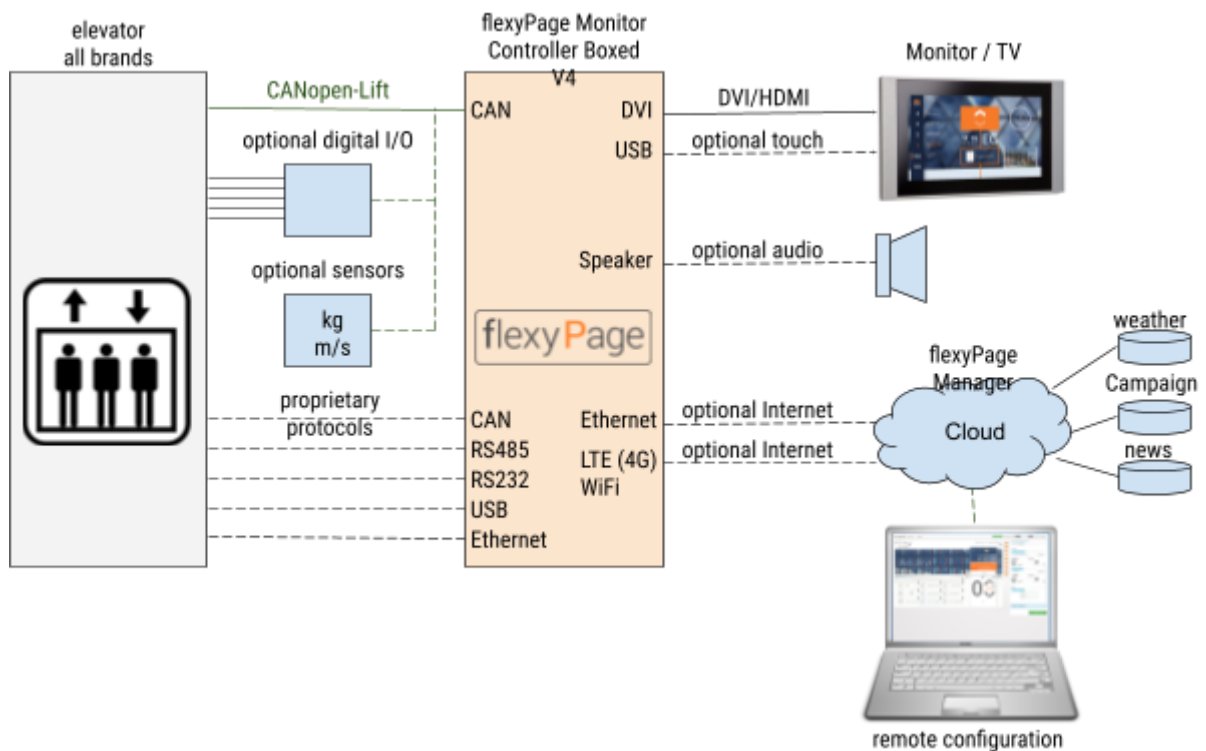 elevator
all brands
flexyPage Monitor
Controller Boxed
V4
Monitor / TV
CANopen-Lift
CAN
DVI
DVI/HDMI
optional digital I/O
USB
optional touch
optional sensors
Speaker
optional audio
kg
m/s
flexyPage
weather
flexyPage
Manager
Campaign
proprietary
protocols
CAN
Ethernet
optional Internet
Cloud
RS485
LTE (4G)
optional Internet
news
RS232
WiFi
USB
Ethernet
remote configuration